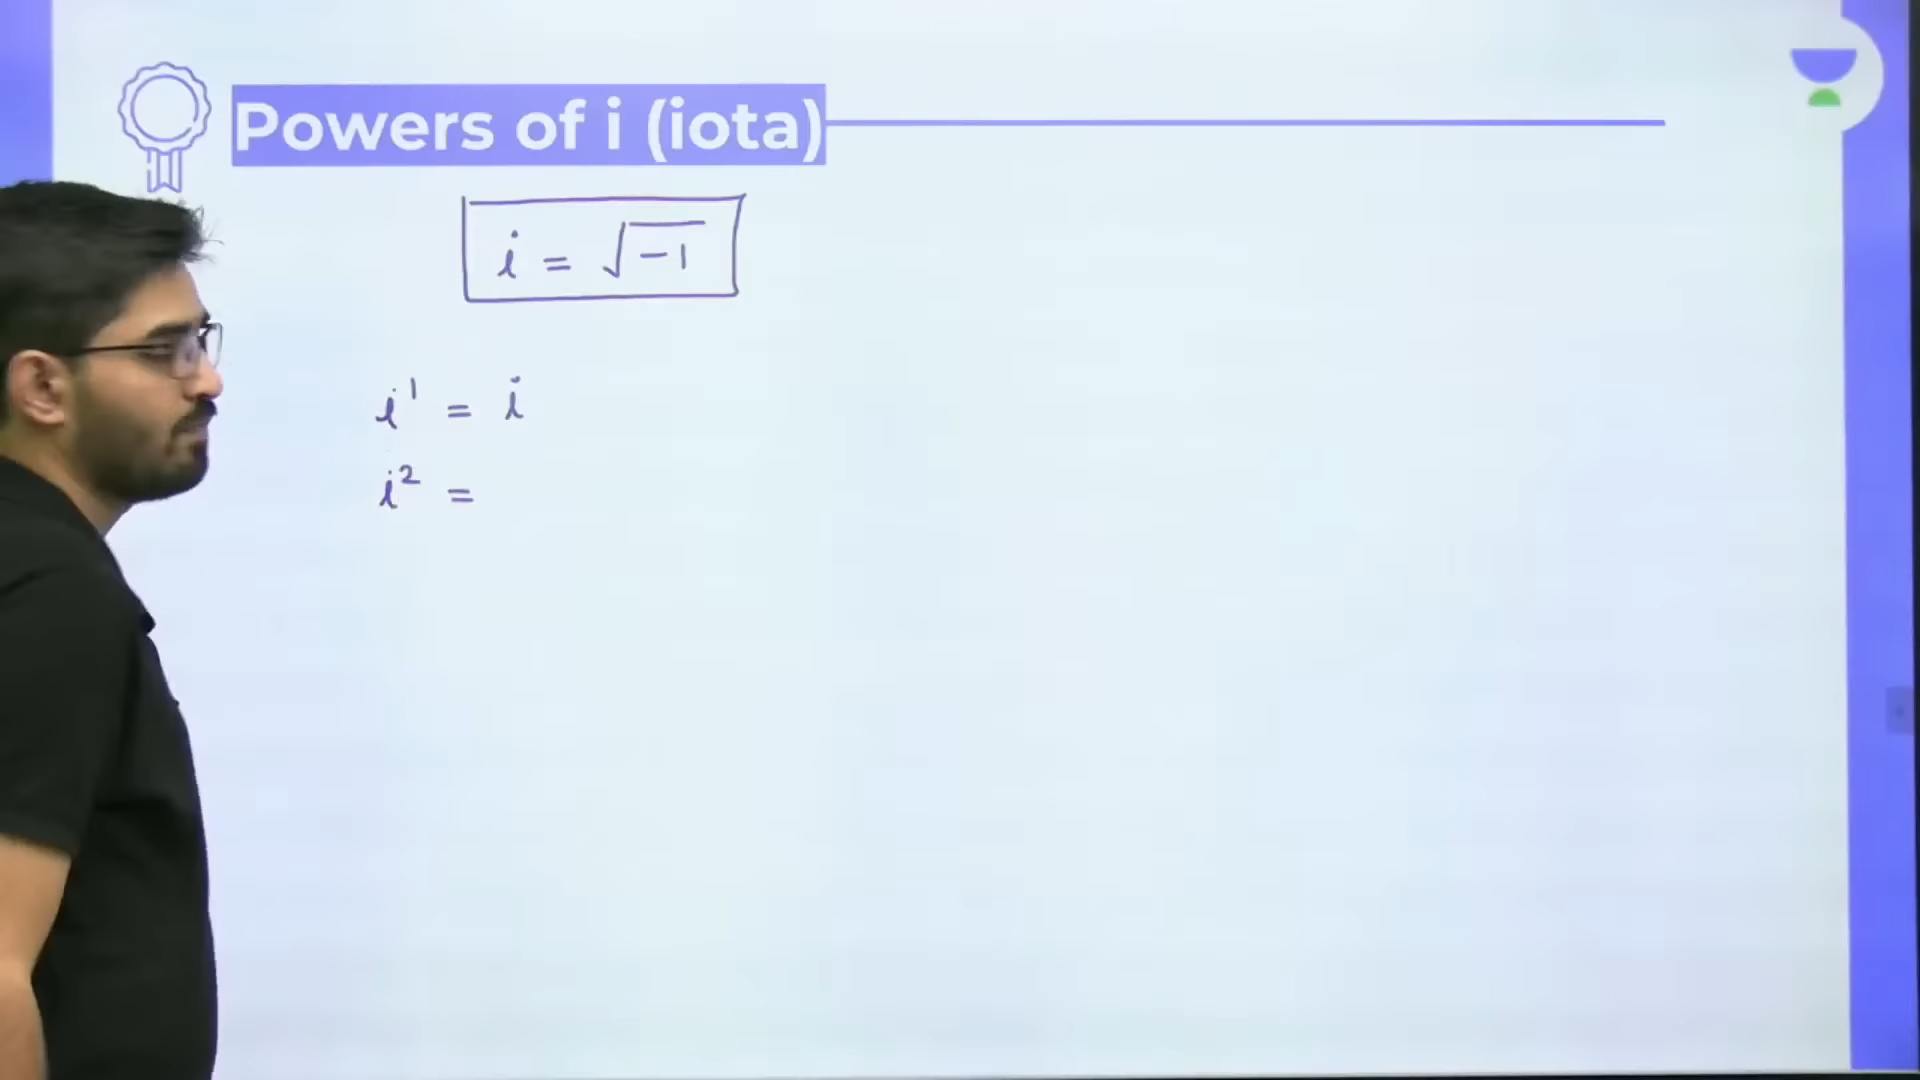 Powers of i (iota)
i = √-1
i¹ = i
i² =